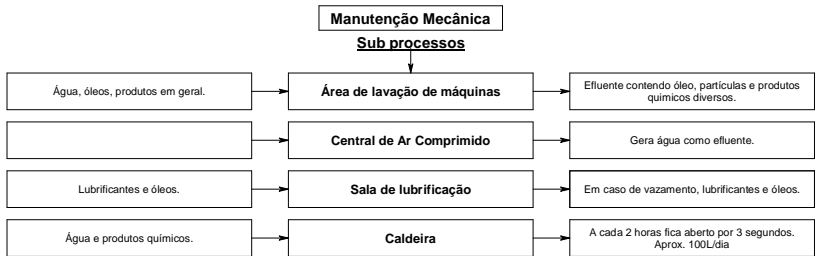 Manutenção Mecânica
Sub processos
Água, óleos, produtos em geral.
Área de lavação de máquinas
Efluente contendo óleo, partículas e produtos
quimicos diversos.
Central de Ar Comprimido
Gera água como efluente.
Lubrificantes e óleos.
Sala de lubrificação
Em caso de vazamento, lubrificantes e óleos.
Água e produtos químicos.
Caldeira
A cada 2 horas fica aberto por 3 segundos.
Aprox. 100L/dia